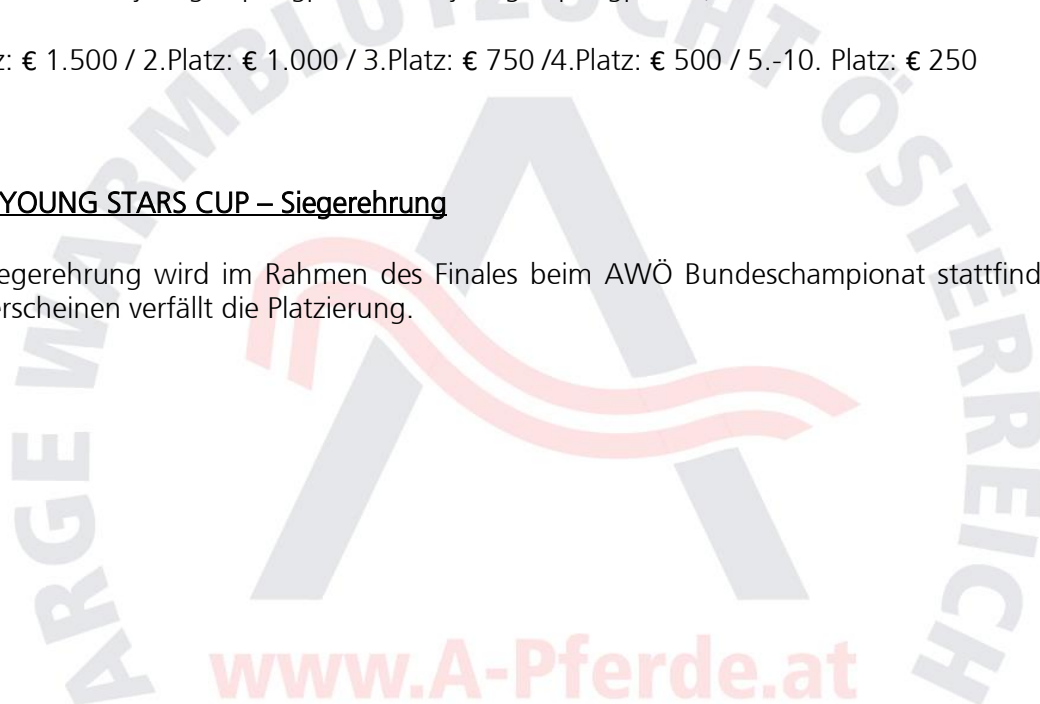 z: € 1.500 / 2.Platz: € 1.000 / 3.Platz: € 750 /4.Platz: € 500 / 5.-10. Platz: € 250
YOUNG STARS CUP – Siegerehrung
egerehrung wird im Rahmen des Finales beim AWÖ Bundeschampionat stattfind
erscheinen verfällt die Platzierung.
ARGE WARMBLUTZUCHT ÖSTERREICH
www.A-Pferde.at